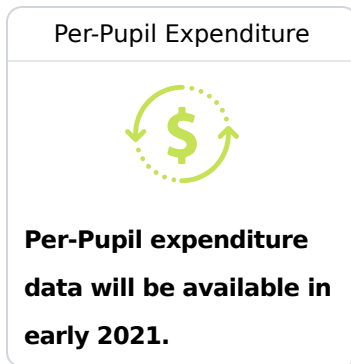 Per-Pupil Expenditure
$
Per-Pupil expenditure
data will be available in
early 2021.